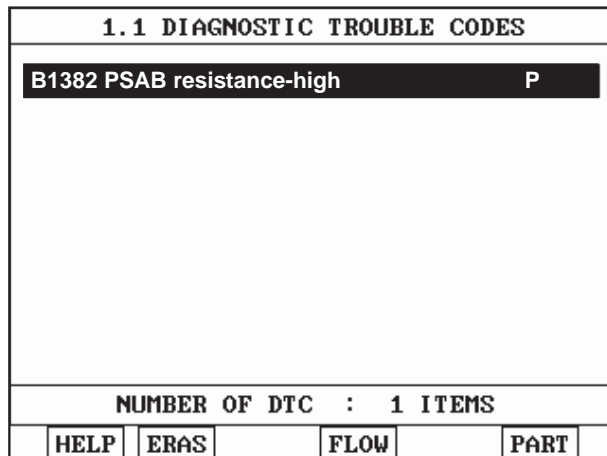 1.1 DIAGNOSTIC TROUBLE CODES
B1382 PSAB resistance-high P
NUMBER OF DTC : 1 ITEMS
HELP ERAS FLOW PART